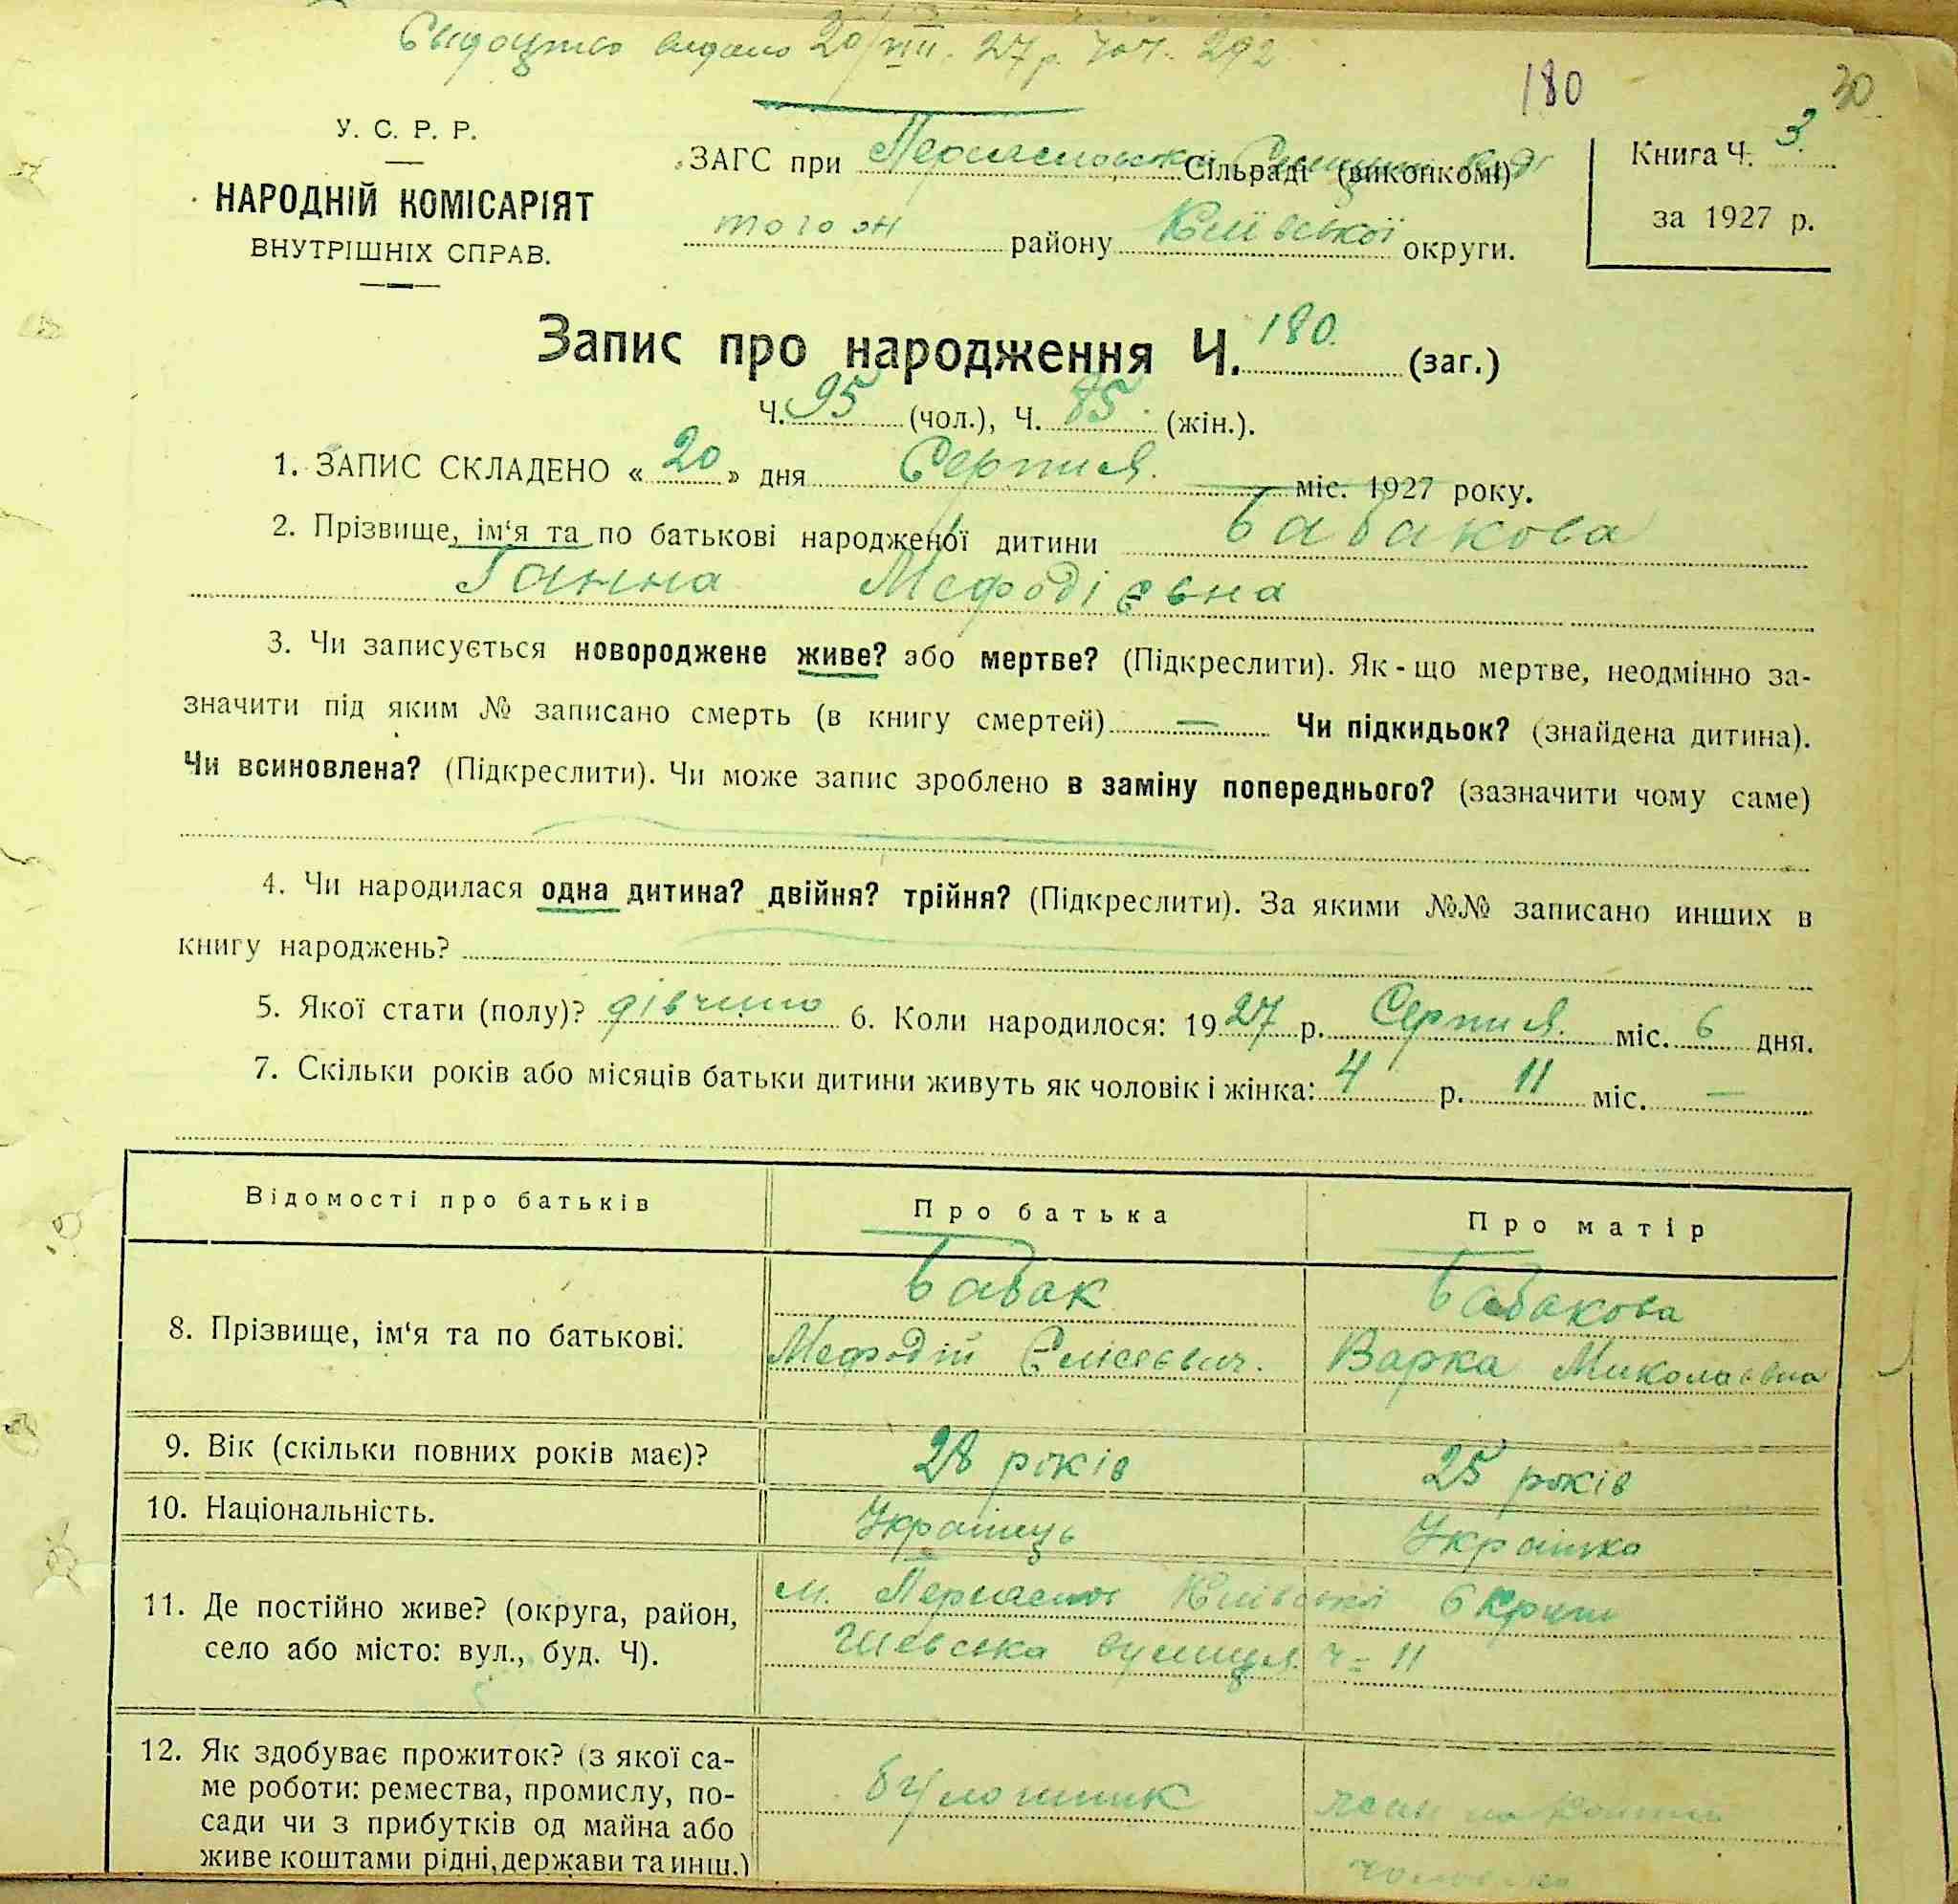 видано 20/VIII. 27 р. 292
180
30
У. С. Р. Р.
НАРОДНІЙ КОМІСАРІЯТ
ВНУТРІШНІХ СПРАВ.
ЗАГС при Сільраді (виконкомі)
того ж району Київської округи.
Книга Ч. 3.
за 1927 р.
Запис про народження Ч. 180. (заг.)
Ч. 95 (чол.), Ч. 85. (жін.).
1. ЗАПИС СКЛАДЕНО «20» дня Серпня. міс. 1927 року.
2. Прізвище, ім‘я та по батькові народженої дитини Бабакова
Ганна Мефодієвна
3. Чи записується новороджене живе? або мертве? (Підкреслити). Як-що мертве, неодмінно за-
значити під яким № записано смерть (в книгу смертей) — Чи підкидьок? (знайдена дитина).
Чи всиновлена? (Підкреслити). Чи може запис зроблено в заміну попереднього? (зазначити чому саме)
4. Чи народилася одна дитина? двійня? трійня? (Підкреслити). За якими №№ записано инших в
книгу народжень?
5. Якої стати (полу)? дівчина 6. Коли народилося: 1927 р. Серпня. міс. 6 дня.
7. Скільки років або місяців батьки дитини живуть як чоловік і жінка: 4 р. 11 міс. —
Відомості про батьків Про батька Про матір
8. Прізвище, ім‘я та по батькові.
Бабак
Мефодій Єлісеєвич.
Бабакова
Варка Миколаєвна
9. Вік (скільки повних років має)? 28 років 25 років
10. Національність. Українець Українка
11. Де постійно живе? (округа, район,
село або місто: вул., буд. Ч).
м. Київської Округи
вулиця. ч = 11
12. Як здобуває прожиток? (з якої са-
ме роботи: ремества, промислу, по-
сади чи з прибутків од майна або
живе коштами рідні, держави та инш.)
булошник